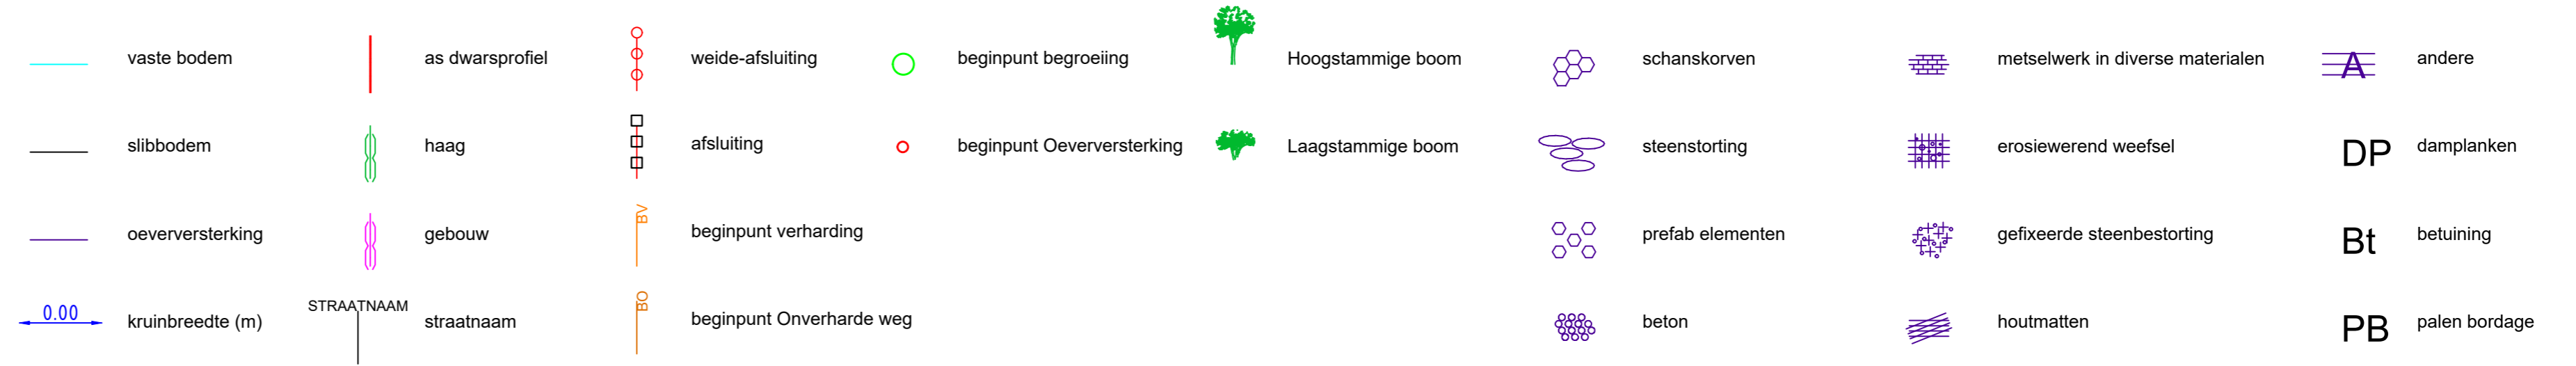 vaste bodem
as dwarsprofiel
weide-afsluiting
beginpunt begroeiing
Hoogstammige boom
schanskorven
metselwerk in diverse materialen
A andere
slibbodem
haag
afsluiting
beginpunt Oeverversterking
Laagstammige boom
steenstorting
erosiewerend weefsel
DP damplanken
oeverversterking
gebouw
BV beginpunt verharding
prefab elementen
gefixeerde steenbestorting
Bt betuining
0.00 kruinbreedte (m)
STRAATNAAM straatnaam
BO beginpunt Onverharde weg
beton
houtmatten
PB palen bordage